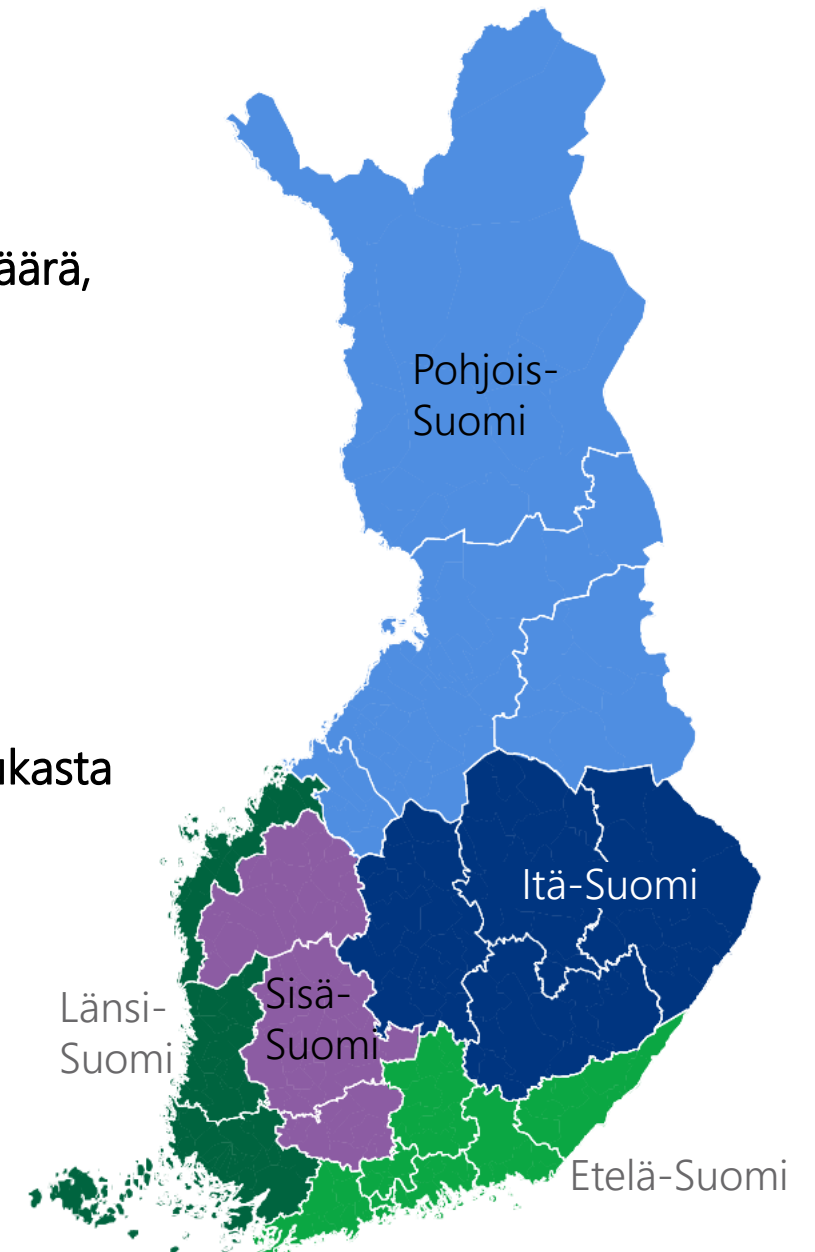 äärä,
Pohjois-
Suomi
ukasta
Itä-Suomi
Sisä-
Suomi
Länsi-
Suomi
Etelä-Suomi